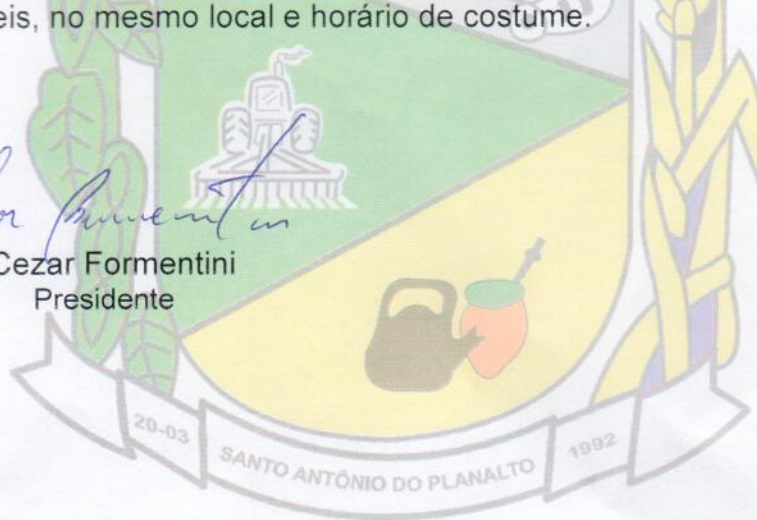 eis, no mesmo local e horário de costume.
Cezar Formentini
Presidente
20-03 SANTO ANTÔNIO DO PLANALTO 1992